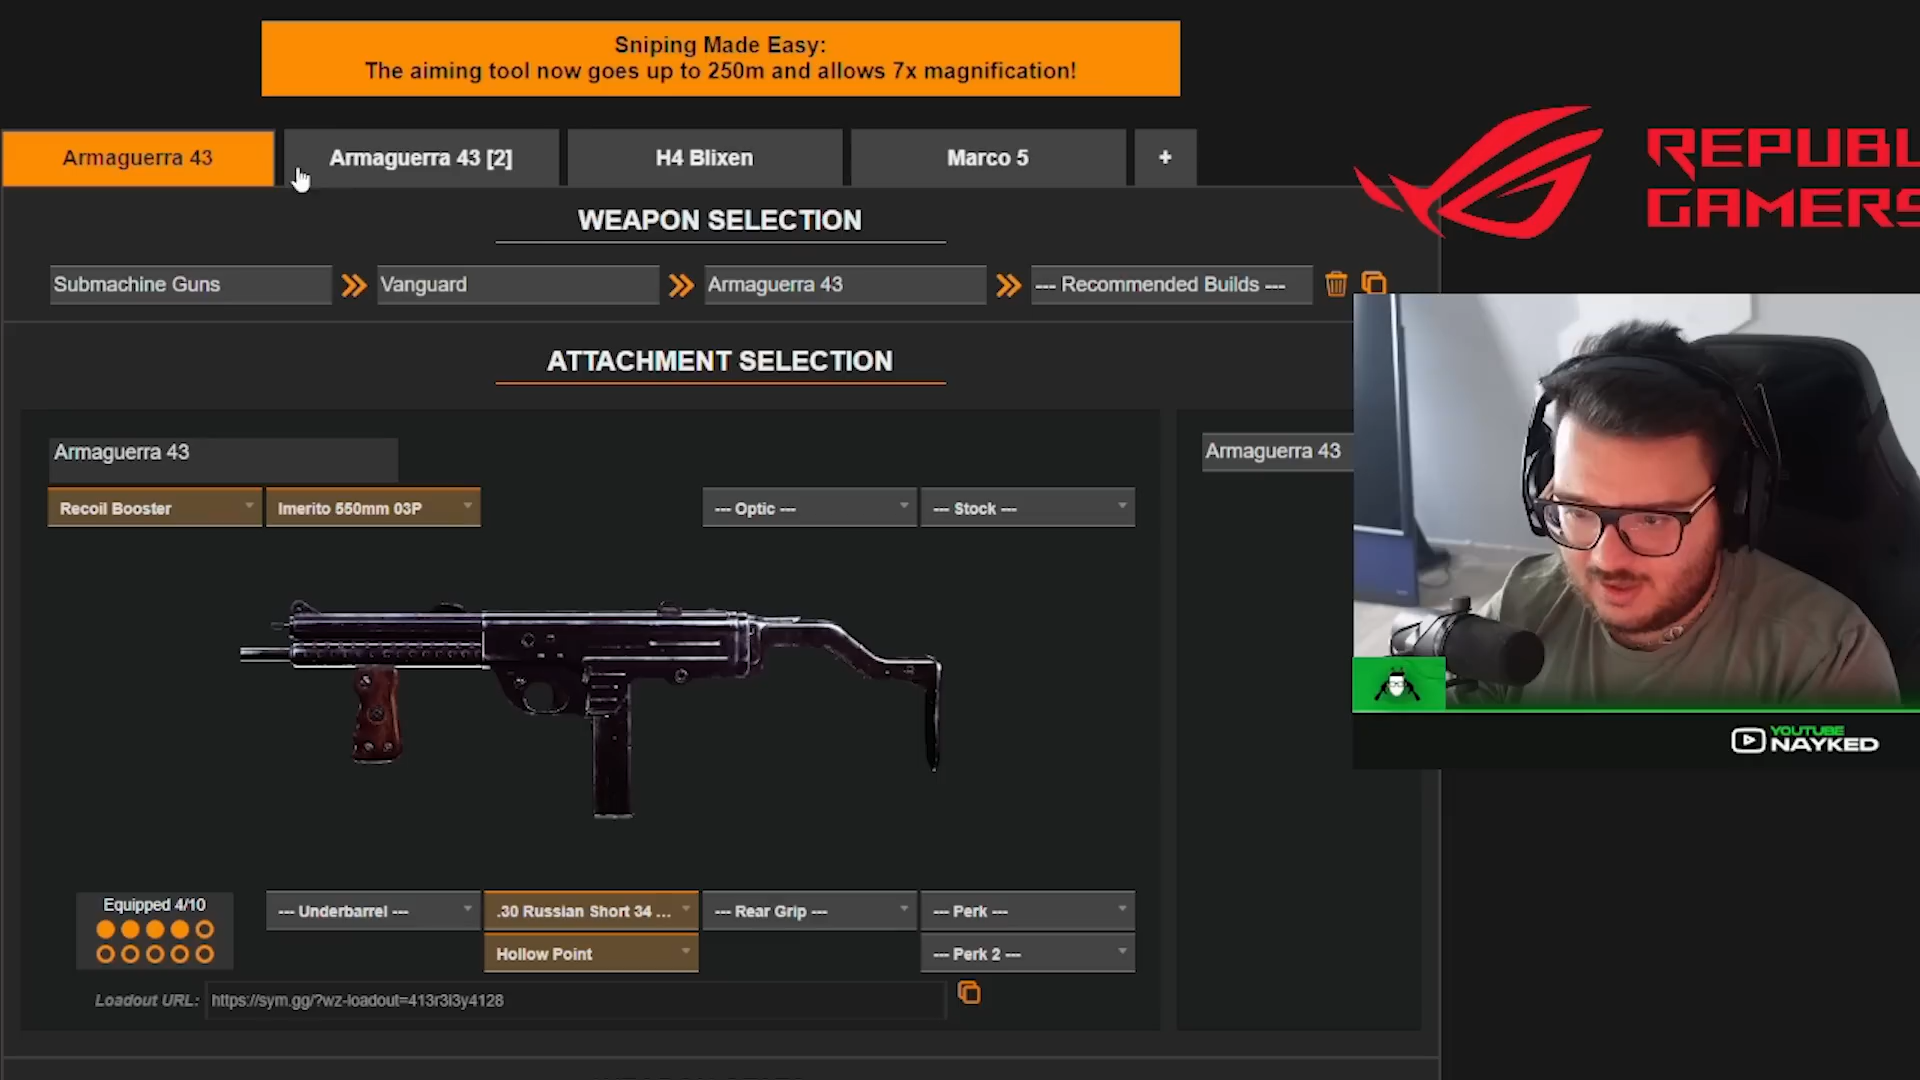 Sniping Made Easy:
The aiming tool now goes up to 250m and allows 7x magnification!
Armaguerra 43
Armaguerra 43 [2]
H4 Blixen
Marco 5
+
WEAPON SELECTION
Submachine Guns
Vanguard
Armaguerra 43
--- Recommended Builds ---
ATTACHMENT SELECTION
Armaguerra 43
Armaguerra 43
Recoil Booster
Imerito 550mm 03P
--- Optic ---
--- Stock ---
Equipped 4/10
--- Underbarrel ---
.30 Russian Short 34 ...
--- Rear Grip ---
--- Perk ---
Hollow Point
--- Perk 2 ---
Loadout URL:
https://sym.gg/?wz-loadout=413r3l3y4128
REPUBL
GAMERS
YOUTUBE
NAYKED